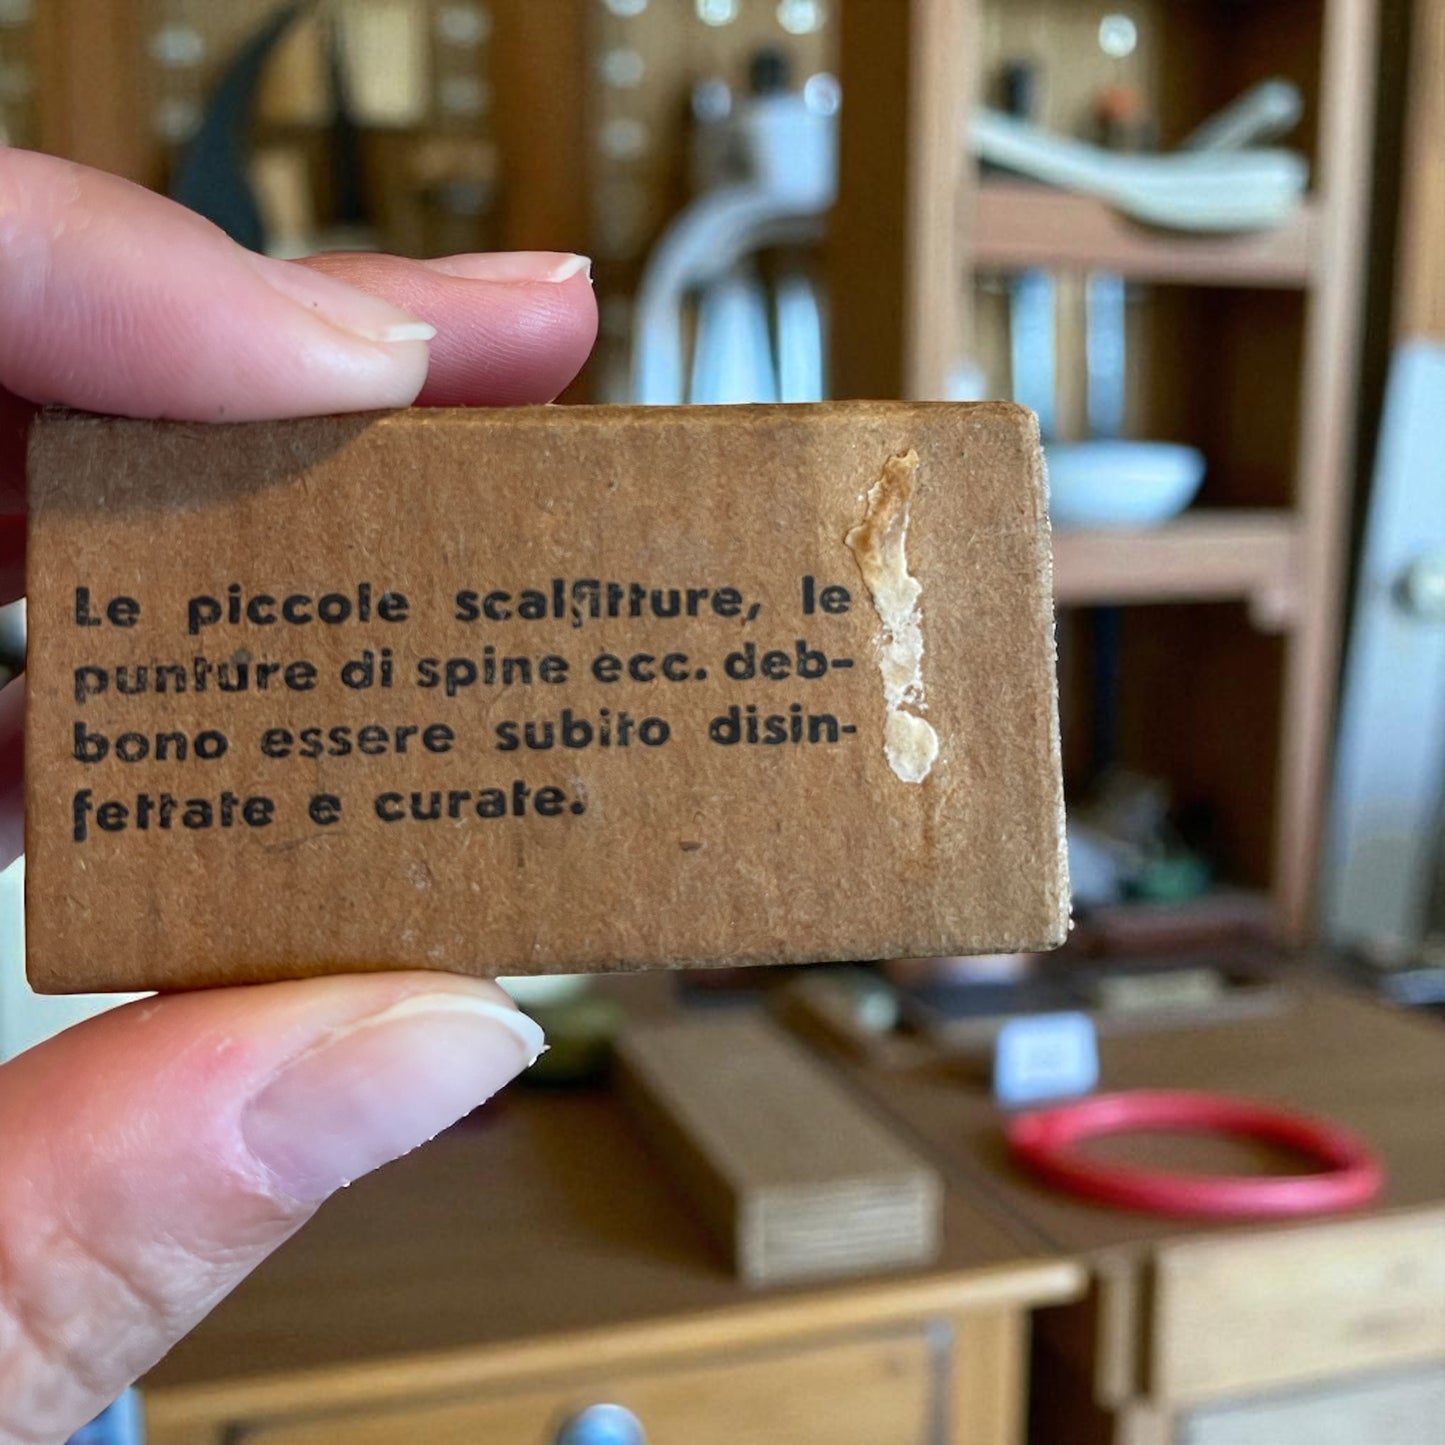 Le piccole scalfitture, le
punture di spine ecc. deb-
bono essere subito disin-
fettate e curate.